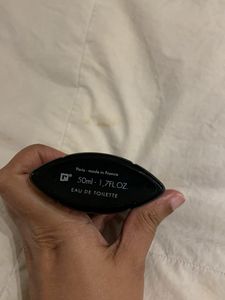 Paris - made in France
50ml - 1,7FL.OZ.
EAU DE TOILETTE